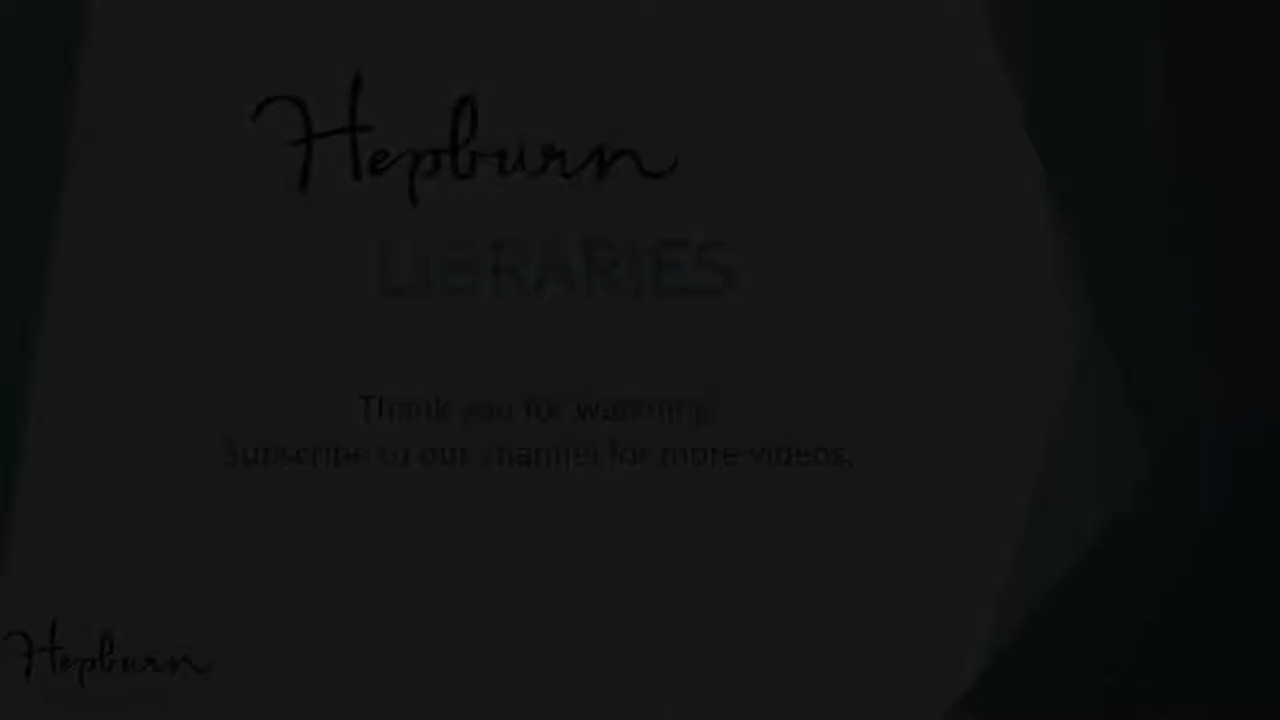 Hepburn
LIBRARIES
Thank you for watching.
Subscribe to our channel for more videos.
Hepburn